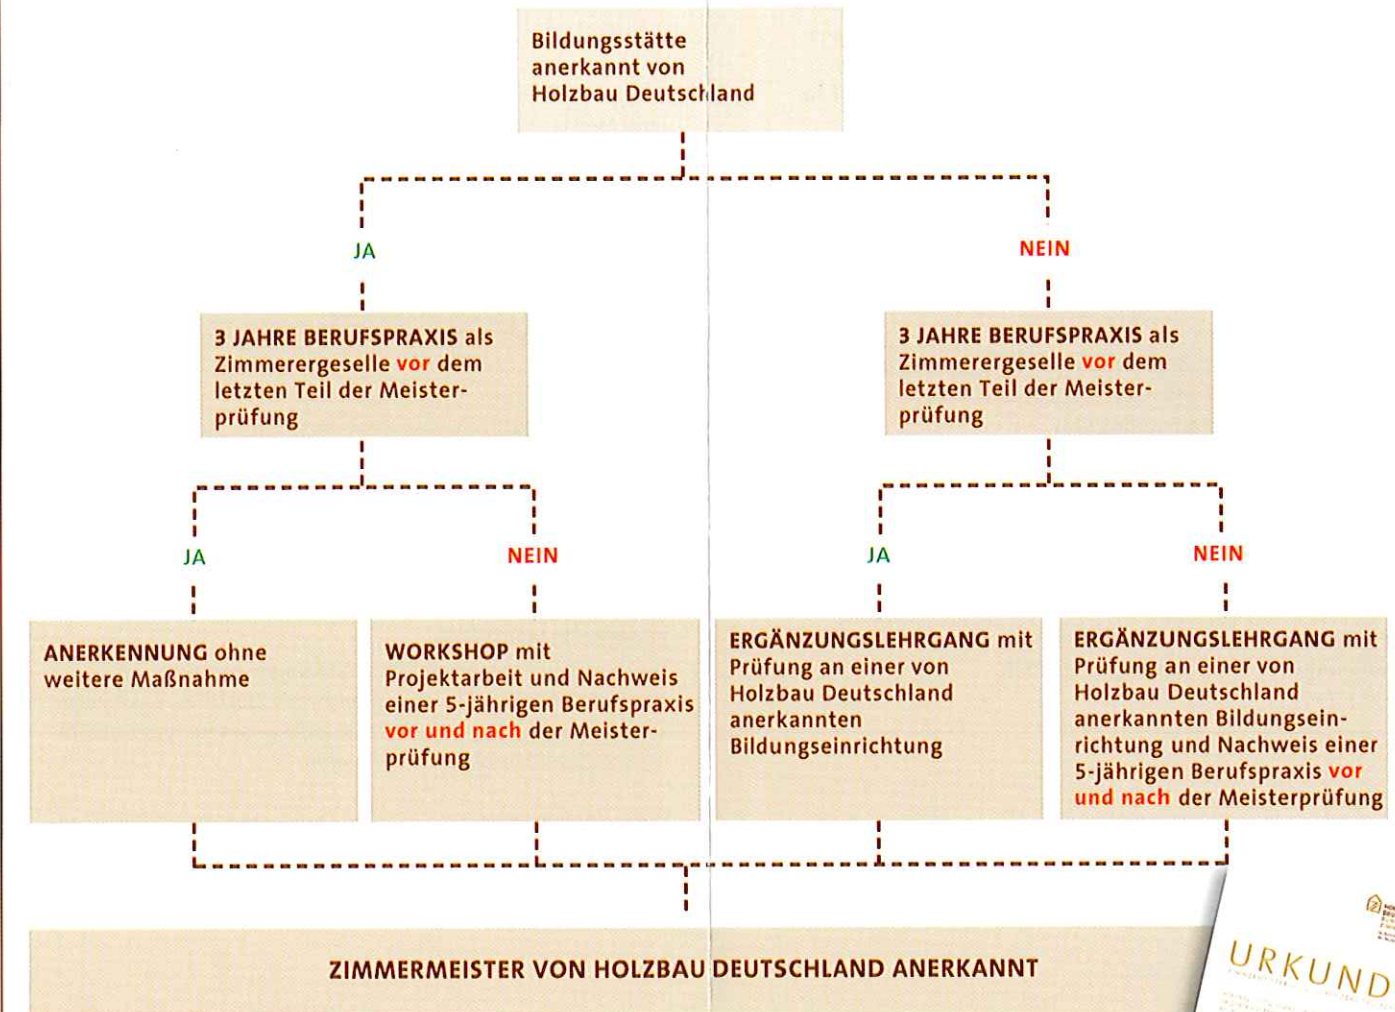 Bildungsstätte
anerkannt von
Holzbau Deutschland
JA
NEIN
3 JAHRE BERUFSPRAXIS als
Zimmerergeselle vor dem
letzten Teil der Meister-
prüfung
3 JAHRE BERUFSPRAXIS als
Zimmerergeselle vor dem
letzten Teil der Meister-
prüfung
JA
NEIN
JA
NEIN
ANERKENNUNG ohne
weitere Maßnahme
WORKSHOP mit
Projektarbeit und Nachweis
einer 5-jährigen Berufspraxis
vor und nach der Meister-
prüfung
ERGÄNZUNGSLEHRGANG mit
Prüfung an einer von
Holzbau Deutschland
anerkannten
Bildungseinrichtung
ERGÄNZUNGSLEHRGANG mit
Prüfung an einer von
Holzbau Deutschland
anerkannten Bildungsein-
richtung und Nachweis einer
5-jährigen Berufspraxis vor
und nach der Meisterprüfung
ZIMMERMEISTER VON HOLZBAU DEUTSCHLAND ANERKANNT
URKUND